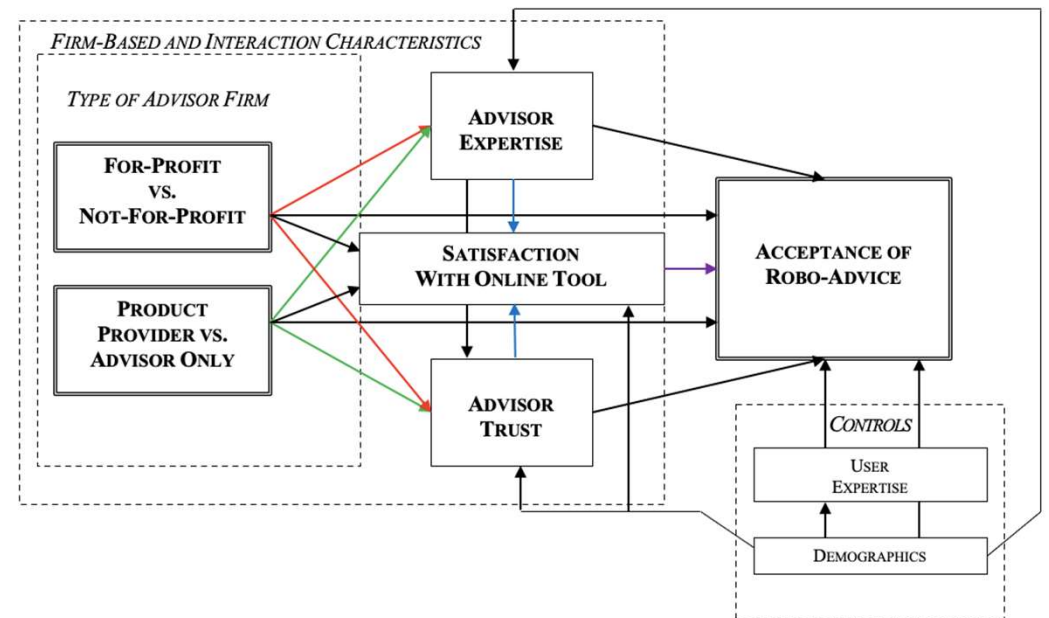 FIRM-BASED AND INTERACTION CHARACTERISTICS
TYPE OF ADVISOR FIRM
FOR-PROFIT
VS.
NOT-FOR-PROFIT
PRODUCT
PROVIDER VS.
ADVISOR ONLY
ADVISOR
EXPERTISE
SATISFACTION
WITH ONLINE TOOL
ADVISOR
TRUST
ACCEPTANCE OF
ROBO-ADVICE
CONTROLS
USER
EXPERTISE
DEMOGRAPHICS